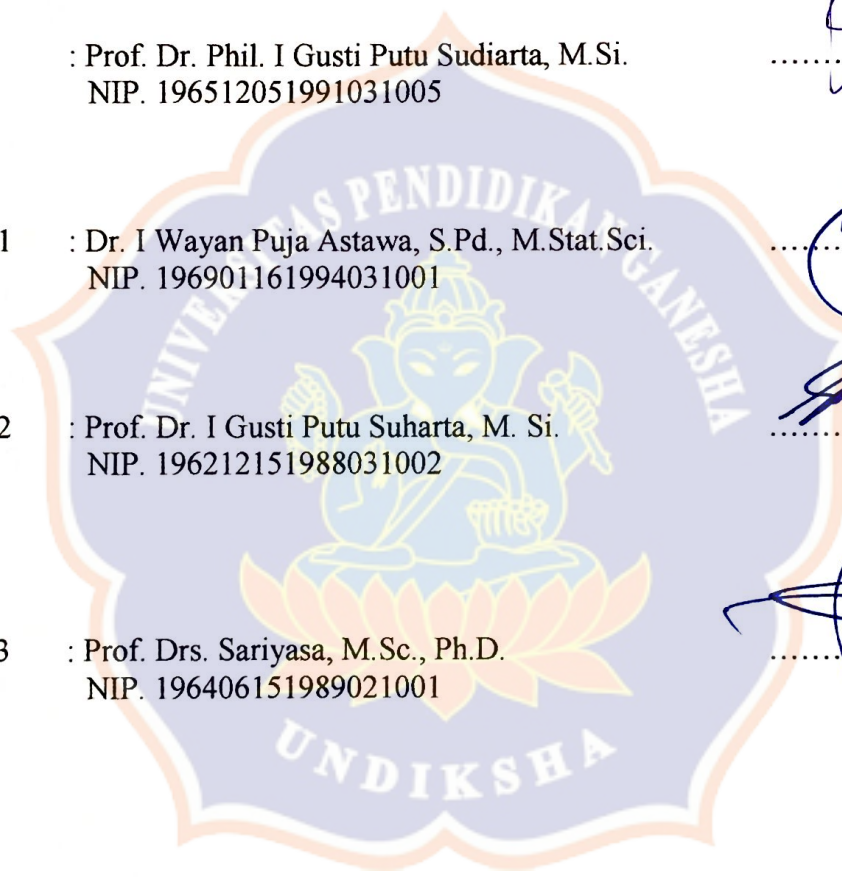 : Prof. Dr. Phil. I Gusti Putu Sudiarta, M.Si. ......
NIP. 196512051991031005
1 : Dr. I Wayan Puja Astawa, S.Pd., M.Stat.Sci. ......
NIP. 196901161994031001
2 : Prof. Dr. I Gusti Putu Suharta, M. Si. ......
NIP. 196212151988031002
3 : Prof. Drs. Sariyasa, M.Sc., Ph.D. ......
NIP. 196406151989021001
UNIVERSITAS PENDIDIKAN GANESHA
UNDIKSHA